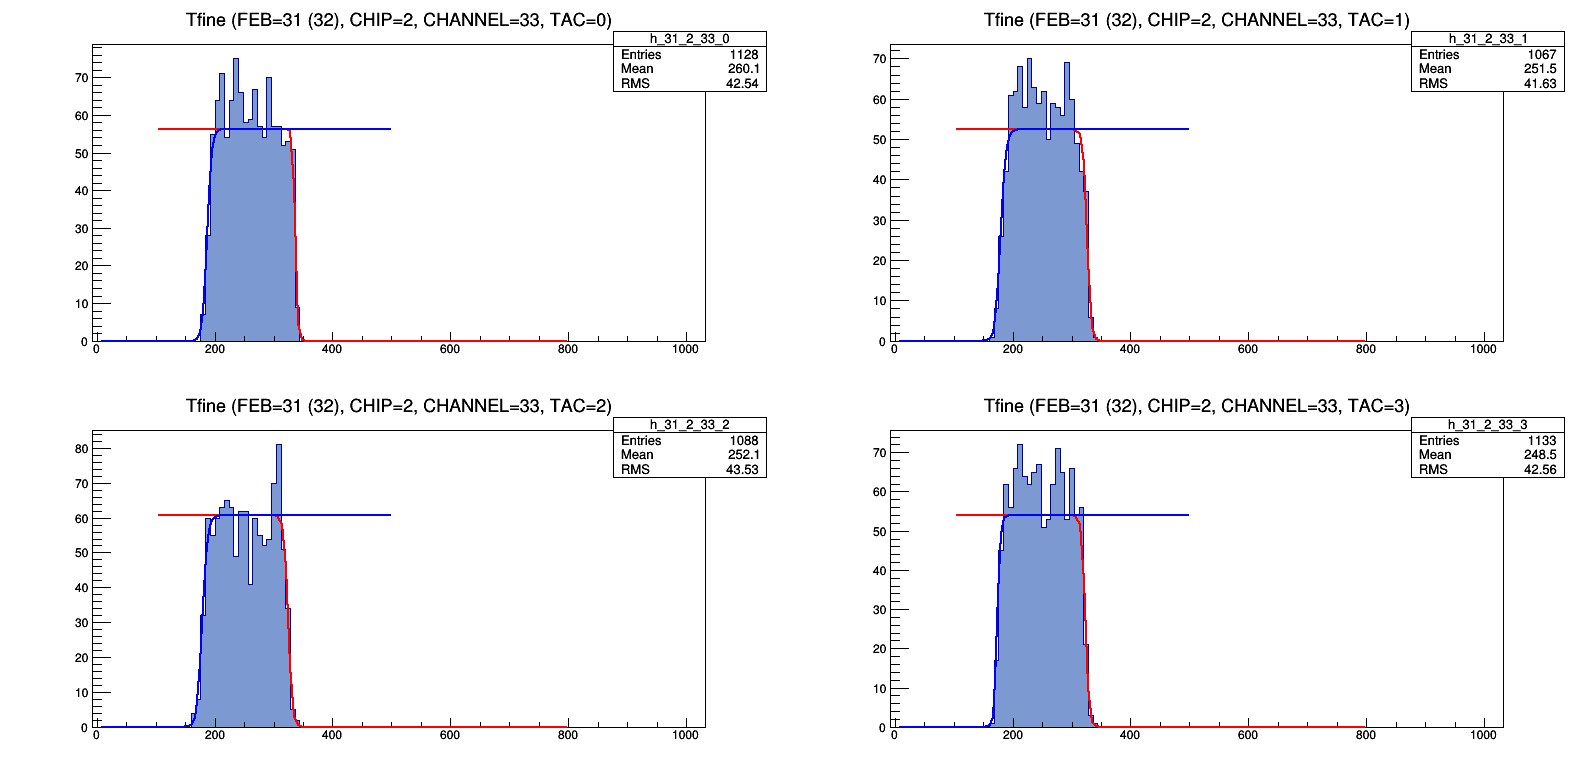 Tfine (FEB=31 (32), CHIP=2, CHANNEL=33, TAC=0)
h_31_2_33_0
Entries 1128
Mean 260.1
RMS 42.54
70
60
50
40
30
20
10
0
0 200 400 600 800 1000
Tfine (FEB=31 (32), CHIP=2, CHANNEL=33, TAC=1)
h_31_2_33_1
Entries 1067
Mean 251.5
RMS 41.63
70
60
50
40
30
20
10
0
0 200 400 600 800 1000
Tfine (FEB=31 (32), CHIP=2, CHANNEL=33, TAC=2)
h_31_2_33_2
Entries 1088
Mean 252.1
RMS 43.53
80
70
60
50
40
30
20
10
0
0 200 400 600 800 1000
Tfine (FEB=31 (32), CHIP=2, CHANNEL=33, TAC=3)
h_31_2_33_3
Entries 1133
Mean 248.5
RMS 42.56
70
60
50
40
30
20
10
0
0 200 400 600 800 1000